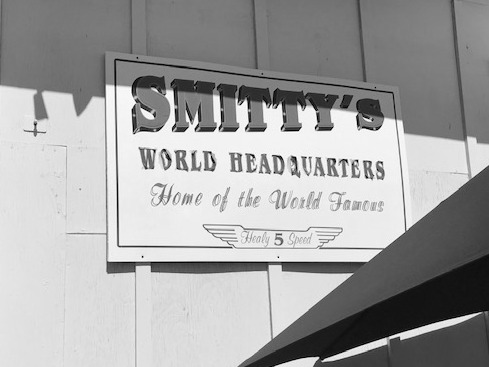 SMITTY'S
WORLD HEADQUARTERS
Home of the World Famous
Healy 5 Speed